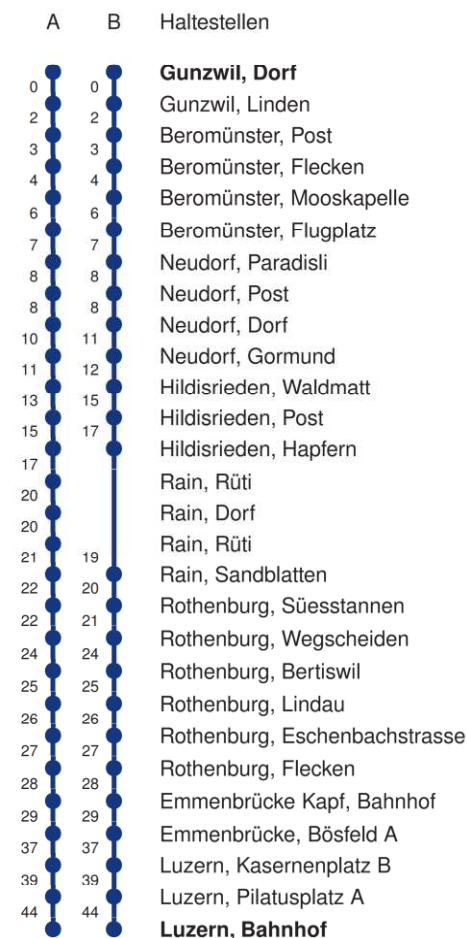 A B Haltestellen
Gunzwil, Dorf
0 0
Gunzwil, Linden
2 2
Beromünster, Post
3 3
Beromünster, Flecken
4 4
Beromünster, Mooskapelle
6 6
Beromünster, Flugplatz
7 7
Neudorf, Paradisli
8 8
Neudorf, Post
8 8
Neudorf, Dorf
10 11
Neudorf, Gormund
11 12
Hildisrieden, Waldmatt
13 15
Hildisrieden, Post
15 17
Hildisrieden, Hapfern
17
Rain, Rüti
20
Rain, Dorf
20
Rain, Rüti
21 19
Rain, Sandblatten
22 20
Rothenburg, Süesstannen
22 21
Rothenburg, Wegscheiden
24 24
Rothenburg, Bertiswil
25 25
Rothenburg, Lindau
26 26
Rothenburg, Eschenbachstrasse
27 27
Rothenburg, Flecken
28 28
Emmenbrücke Kapf, Bahnhof
29 29
Emmenbrücke, Bösfeld A
37 37
Luzern, Kasernenplatz B
39 39
Luzern, Pilatusplatz A
44 44
Luzern, Bahnhof